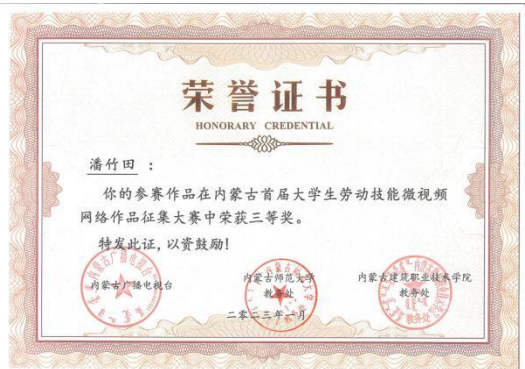 荣誉证书
HONORARY CREDENTIAL
潘竹田 ：
你的参赛作品在内蒙古首届大学生劳动技能微视频
网络作品征集大赛中荣获三等奖。
特发此证，以资鼓励!
内蒙古广播电视台 内蒙古师范大学 内蒙古建筑职业技术学院
教务处 教务处
二零二三年一月